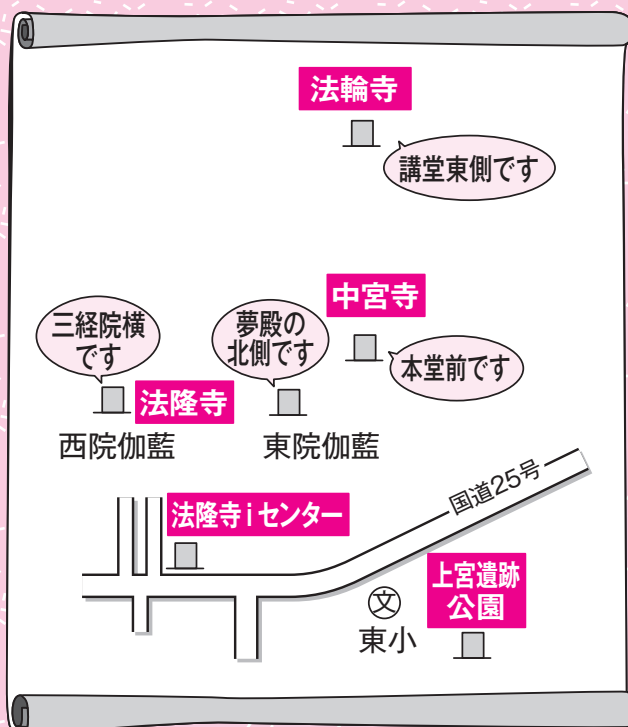 法輪寺
講堂東側です
中宮寺
本堂前です
三経院横
です
夢殿の
北側です
法隆寺
西院伽藍
東院伽藍
国道25号
法隆寺iセンター
上宮遺跡
公園
文
東小